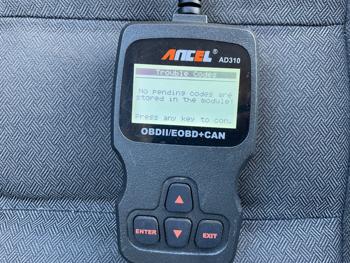 ANCEL AD310
Trouble Codes
No pending codes are
stored in the module!
Press any key to con.
OBDII/EOBD+CAN
ENTER
EXIT